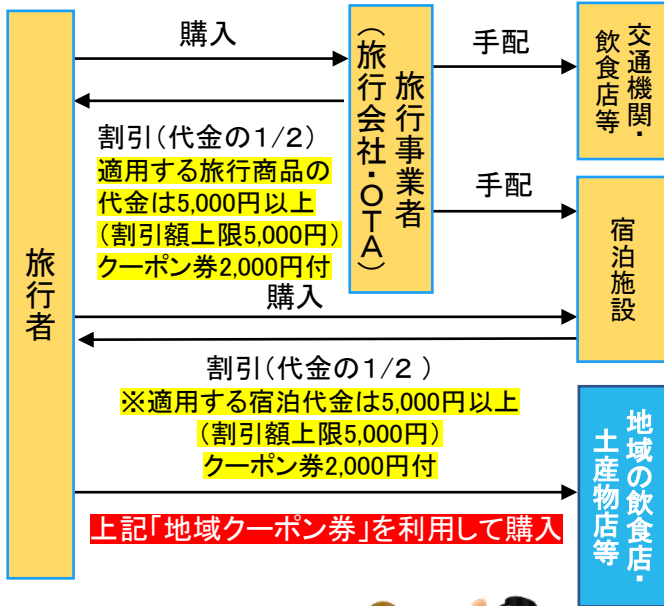 購入
手配
交通機関・
飲食店等
旅行事業者
（旅行会社・OTA）
割引（代金の1/2）
適用する旅行商品の
代金は5,000円以上
（割引額上限5,000円）
クーポン券2,000円付
手配
宿泊施設
旅行者
購入
割引（代金の1/2 ）
※適用する宿泊代金は5,000円以上
（割引額上限5,000円）
クーポン券2,000円付
地域の飲食店・
土産物店等
上記「地域クーポン券」を利用して購入